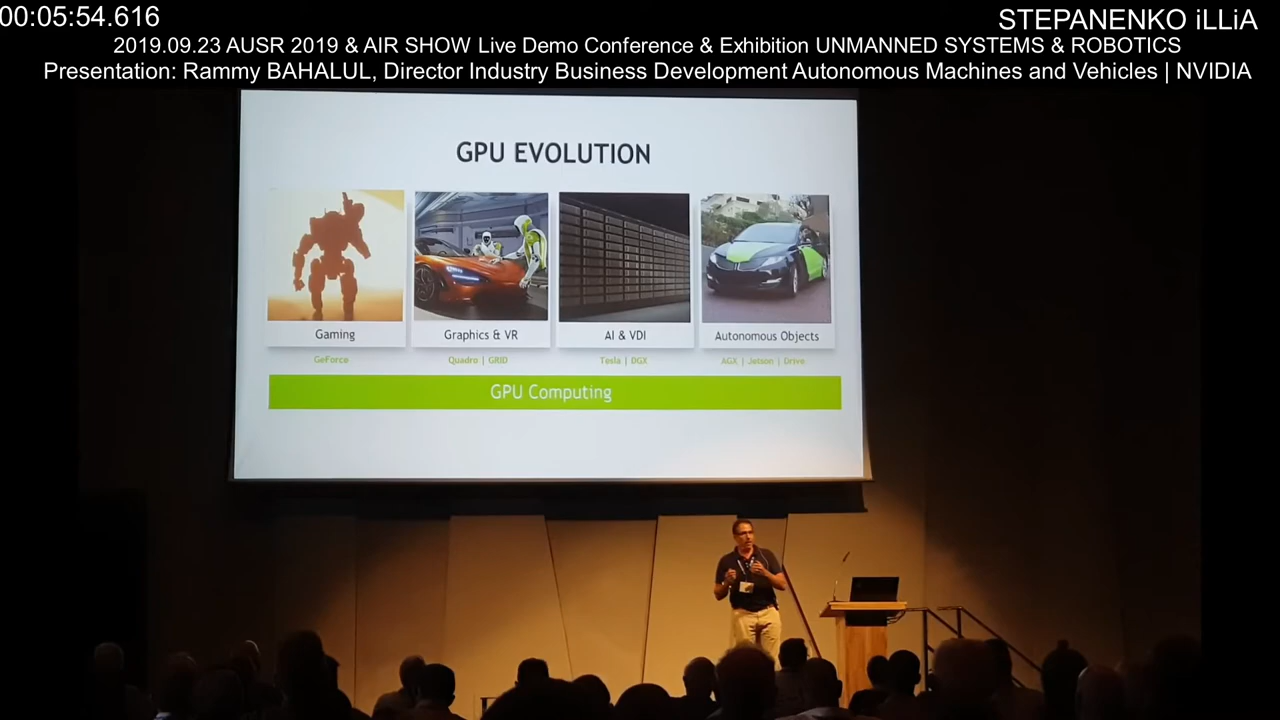 00:05:54.616
STEPANENKO iLLiA
2019.09.23 AUSR 2019 & AIR SHOW Live Demo Conference & Exhibition UNMANNED SYSTEMS & ROBOTICS
Presentation: Rammy BAHALUL, Director Industry Business Development Autonomous Machines and Vehicles | NVIDIA
GPU EVOLUTION
Gaming
Graphics & VR
AI & VDI
Autonomous Objects
GeForce
Quadro | GRID
Tesla | DGX
AGX | Jetson | Drive
GPU Computing